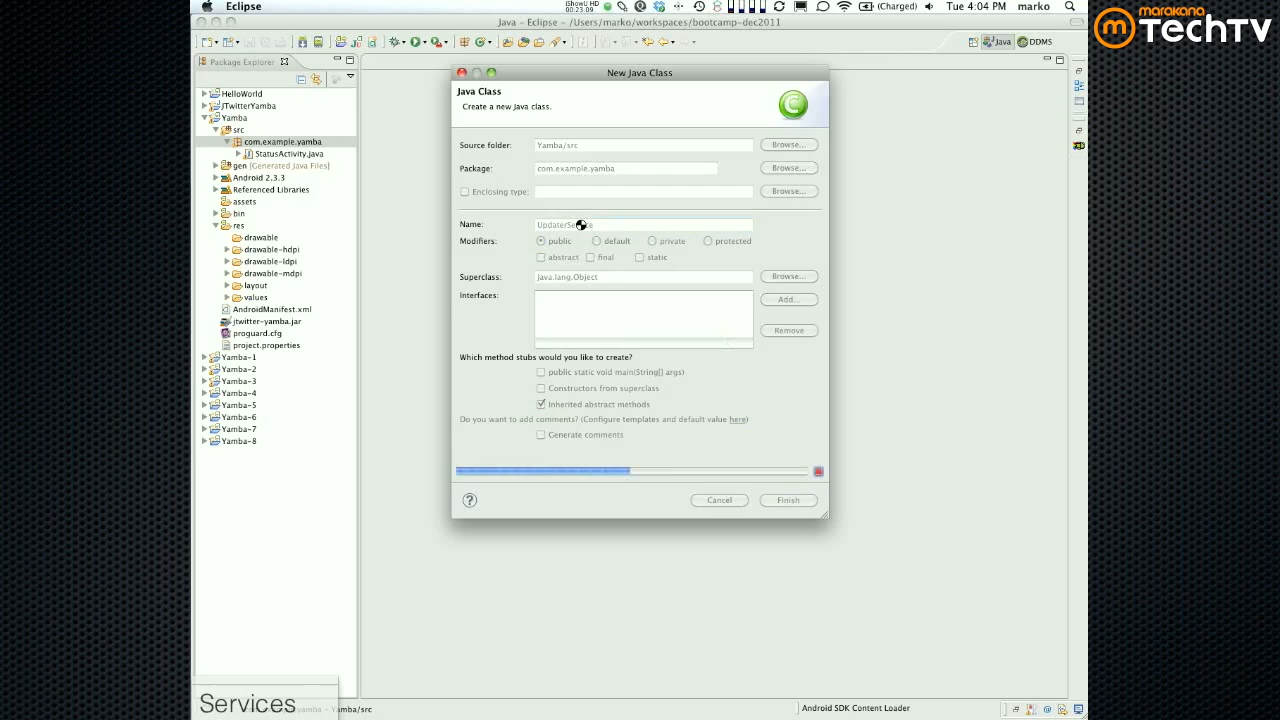 Eclipse
iShowU HD
00:23:09
(Charged)
Tue 4:04 PM
marko
marakana
TechTV
Java - Eclipse - /Users/marko/workspaces/bootcamp-dec2011
Java
DDMS
Package Explorer
HelloWorld
JTwitterYamba
Yamba
src
com.example.yamba
StatusActivity.java
gen [Generated Java Files]
Android 2.3.3
Referenced Libraries
assets
bin
res
drawable
drawable-hdpi
drawable-ldpi
drawable-mdpi
layout
values
AndroidManifest.xml
jtwitter-yamba.jar
proguard.cfg
project.properties
Yamba-1
Yamba-2
Yamba-3
Yamba-4
Yamba-5
Yamba-6
Yamba-7
Yamba-8
New Java Class
Java Class
Create a new Java class.
Source folder: Yamba/src Browse...
Package: com.example.yamba Browse...
Enclosing type: Browse...
Name:
Modifiers: public default private protected
abstract final static
Superclass: java.lang.Object Browse...
Interfaces: Add...
Remove
Which method stubs would you like to create?
public static void main(String[] args)
Constructors from superclass
Inherited abstract methods
Do you want to add comments? (Configure templates and default value here)
Generate comments
? Cancel Finish
Services
- Yamba/src
Android SDK Content Loader